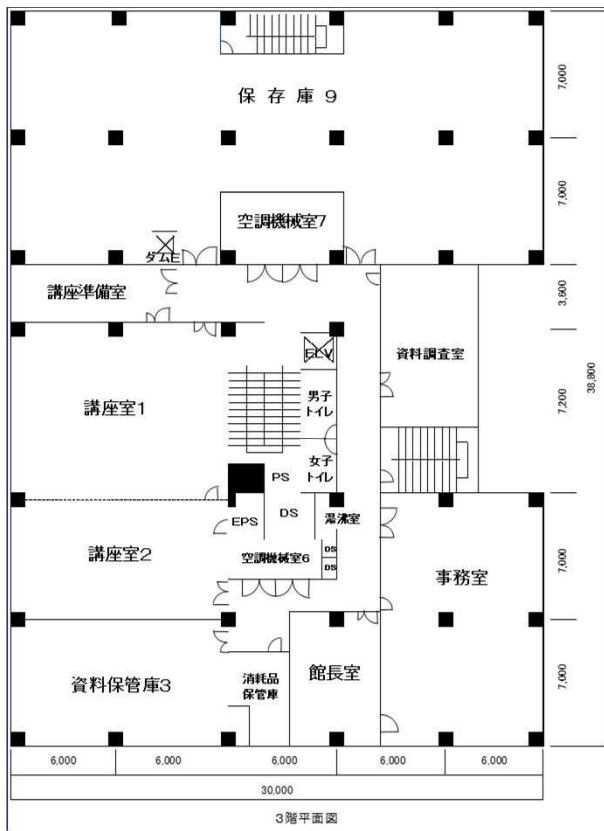 保存庫9
空調機械室7
ダムE
講座準備室
ELV
資料調査室
講座室1
男子
トイレ
女子
トイレ
PS
DS
EPS
湯沸室
講座室2
空調機械室6
DS
DS
事務室
資料保管庫3
消耗品
保管庫
館長室
7,000
7,000
3,600
7,200
38,800
7,000
7,000
6,000
6,000
6,000
6,000
6,000
30,000
3階平面図